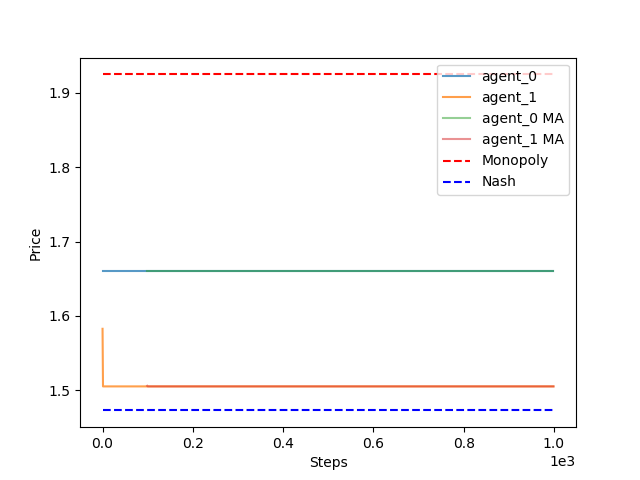 agent_0
agent_1
agent_0 MA
agent_1 MA
Monopoly
Nash
Price
1.9
1.8
1.7
1.6
1.5
0.0 0.2 0.4 0.6 0.8 1.0
1e3
Steps